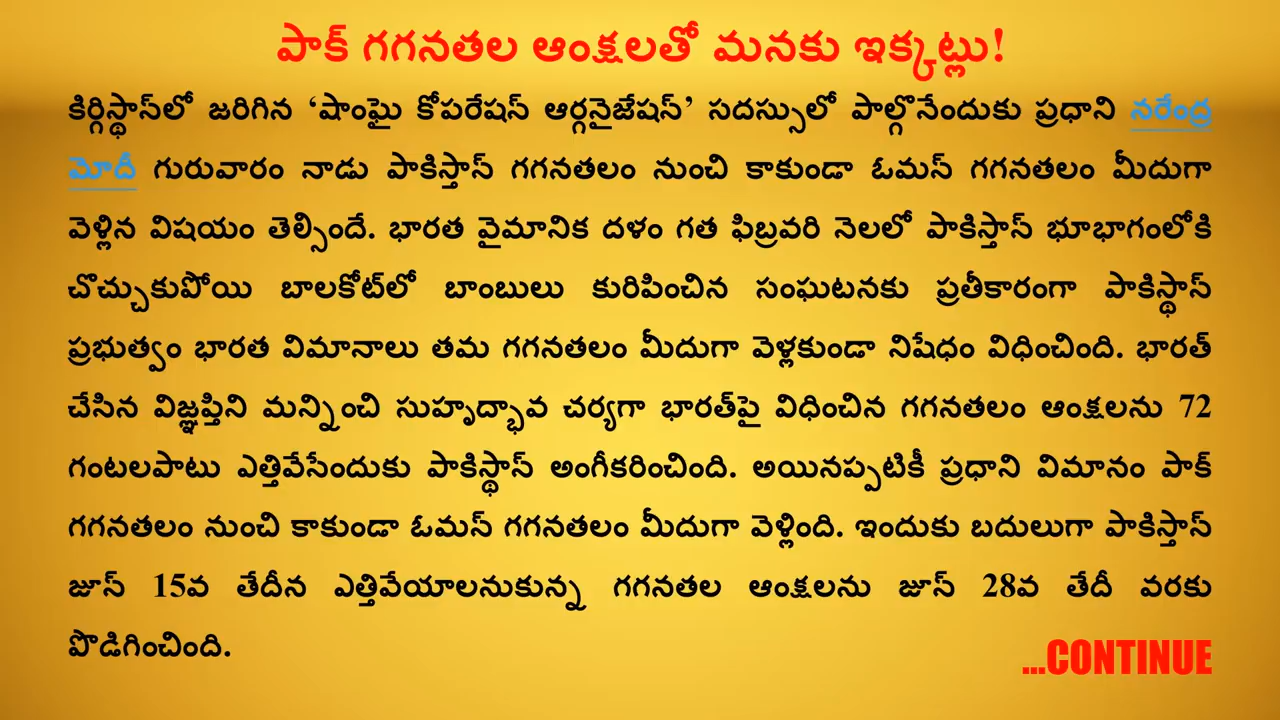 పాక్ గగనతల ఆంక్షలతో మనకు ఇక్కట్లు!
కిర్గిస్థాన్‌లో జరిగిన ‘షాంఘై కోపరేషన్ ఆర్గనైజేషన్’ సదస్సులో పాల్గొనేందుకు ప్రధాని నరేంద్ర
మోదీ గురువారం నాడు పాకిస్తాన్ గగనతలం నుంచి కాకుండా ఓమన్ గగనతలం మీదుగా
వెళ్లిన విషయం తెల్సిందే. భారత వైమానిక దళం గత ఫిబ్రవరి నెలలో పాకిస్తాన్ భూభాగంలోకి
చొచ్చుకుపోయి బాలకోట్‌లో బాంబులు కురిపించిన సంఘటనకు ప్రతీకారంగా పాకిస్థాన్
ప్రభుత్వం భారత విమానాలు తమ గగనతలం మీదుగా వెళ్లకుండా నిషేధం విధించింది. భారత్
చేసిన విజ్ఞప్తిని మన్నించి సుహృద్భావ చర్యగా భారత్‌పై విధించిన గగనతలం ఆంక్షలను 72
గంటలపాటు ఎత్తివేసేందుకు పాకిస్థాన్ అంగీకరించింది. అయినప్పటికీ ప్రధాని విమానం పాక్
గగనతలం నుంచి కాకుండా ఓమన్ గగనతలం మీదుగా వెళ్లింది. ఇందుకు బదులుగా పాకిస్తాన్
జూన్ 15వ తేదీన ఎత్తివేయాలనుకున్న గగనతల ఆంక్షలను జూన్ 28వ తేదీ వరకు
పొడిగించింది.
...CONTINUE